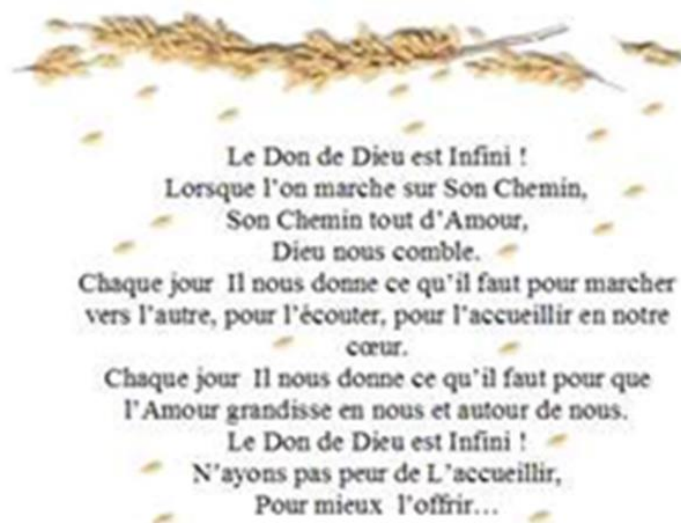 Le Don de Dieu est Infini !
Lorsque l'on marche sur Son Chemin,
Son Chemin tout d'Amour,
Dieu nous comble.
Chaque jour Il nous donne ce qu'il faut pour marcher
vers l'autre, pour l'écouter, pour l'accueillir en notre
cœur.
Chaque jour Il nous donne ce qu'il faut pour que
l'Amour grandisse en nous et autour de nous.
Le Don de Dieu est Infini !
N'ayons pas peur de L'accueillir,
Pour mieux l'offrir...